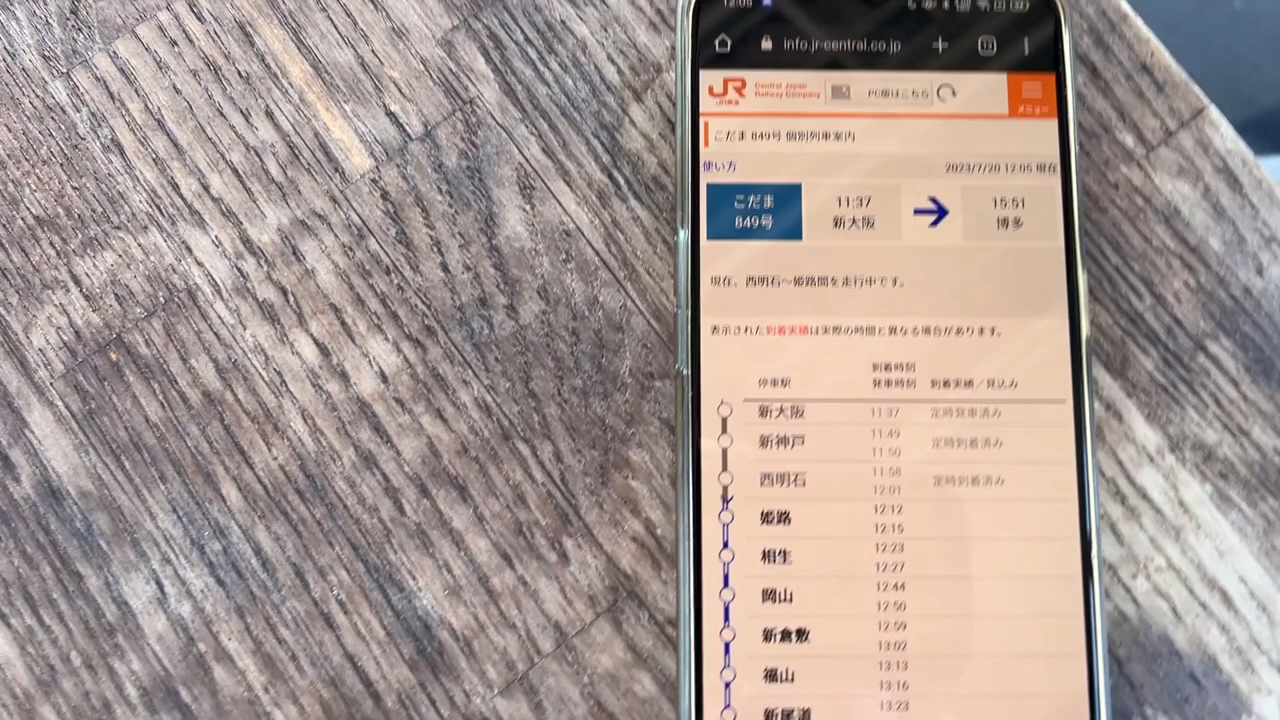 12:05
info.jr-central.co.jp
JR
JR東海
Central Japan
Railway Company
PC版はこちら
メニュー
こだま 849号 個別列車案内
使い方
2023/7/20 12:05 現在
こだま
849号
11:37
新大阪
15:51
博多
現在、西明石～姫路間を走行中です。
表示された到着実績は実際の時間と異なる場合があります。
到着時刻
停車駅 発車時刻 到着実績／見込み
新大阪 11:37 定時発車済み
11:49
新神戸 定時到着済み
11:50
11:58
西明石 定時到着済み
12:01
12:12
姫路
12:15
12:23
相生
12:27
12:44
岡山
12:50
12:59
新倉敷
13:02
13:13
福山
13:16
13:23
新尾道